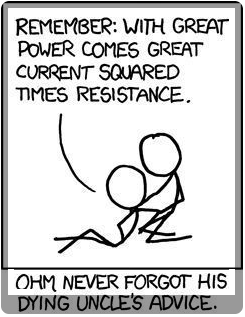 REMEMBER: WITH GREAT
POWER COMES GREAT
CURRENT SQUARED
TIMES RESISTANCE.
OHM NEVER FORGOT HIS
DYING UNCLE'S ADVICE.